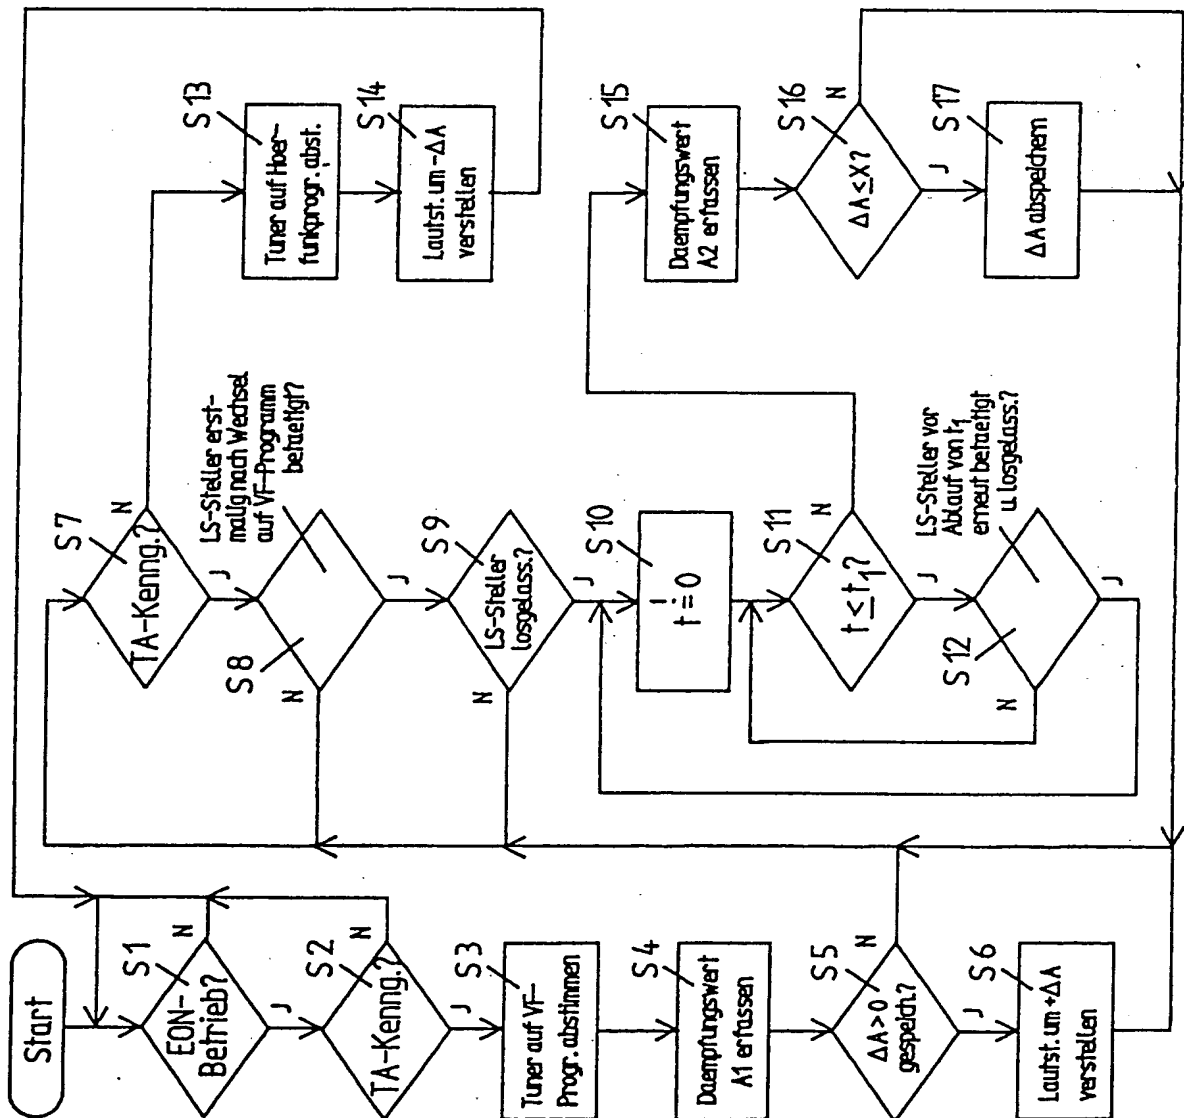 Start
S1
EON-
Betrieb?
N
J
S2
TA-Kenng.?
N
J
S3
Tuner auf VF-
Progr. abstimmen
S4
Daempfungswert
A1 erfassen
S5
ΔA>0
gespeich.?
N
J
S6
Lautst. um +ΔA
verstellen
S7
TA-Kenng.?
N
J
LS-Steller erst-
malig nach Wechsel
auf VF-Programm
betaetigt?
S8
N
J
S9
LS-Steller
losgelass.?
N
J
S10
t = 0
S11
t ≤ t1?
N
J
LS-Steller vor
Ablauf von t1
erneut betaetigt
u. losgelass.?
S12
N
J
S13
Tuner auf Hoer-
funkprogr. abst.
S14
Lautst. um -ΔA
verstellen
S15
Daempfungswert
A2 erfassen
S16
ΔA ≤ X?
N
J
S17
ΔA abspeichern